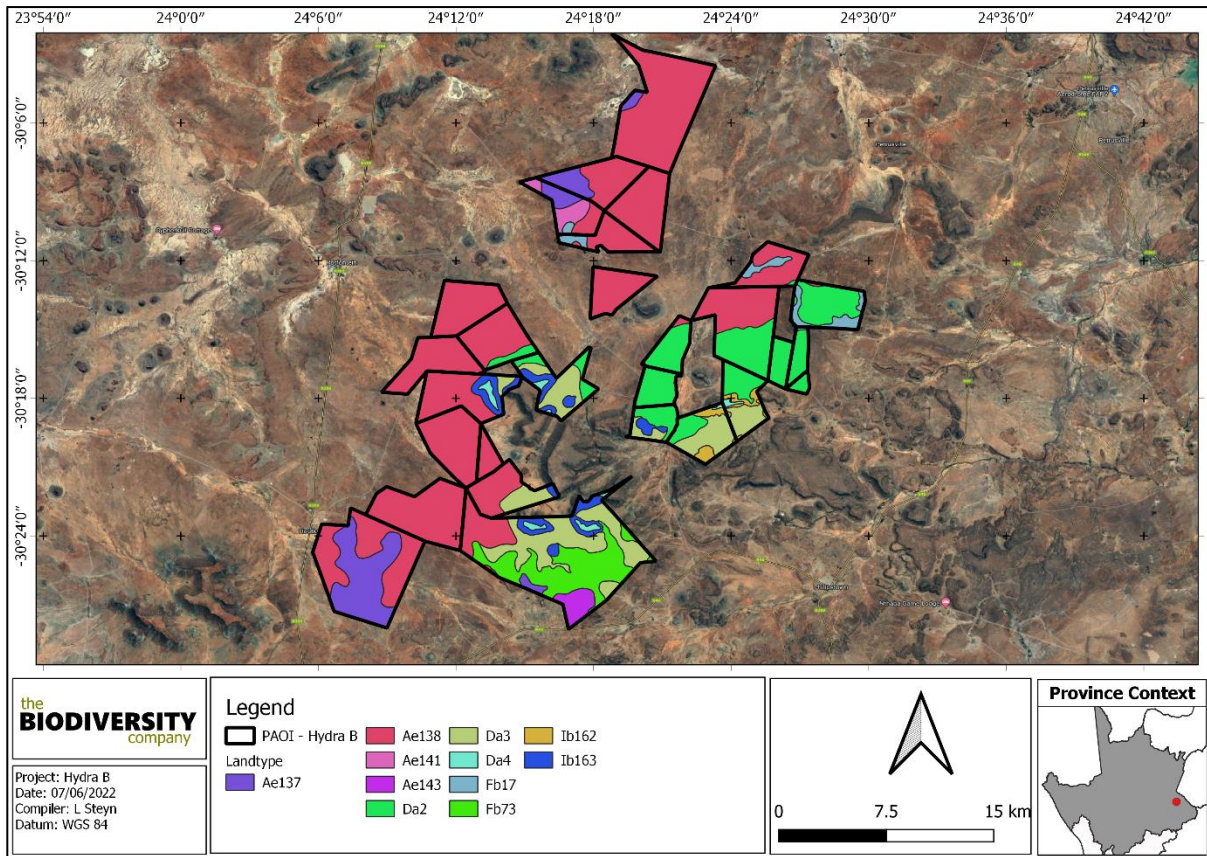 23°54′0″ 24°0′0″ 24°6′0″ 24°12′0″ 24°18′0″ 24°24′0″ 24°30′0″ 24°36′0″ 24°42′0″
-30°6′0″
-30°12′0″
-30°18′0″
-30°24′0″
Petrusville
the
BIODIVERSITY
company
Project: Hydra B
Date: 07/06/2022
Compiler: L Steyn
Datum: WGS 84
Legend
PAOI - Hydra B
Landtype
Ae137
Ae138
Ae141
Ae143
Da2
Da3
Da4
Fb17
Fb73
Ib162
Ib163
0 7.5 15 km
Province Context